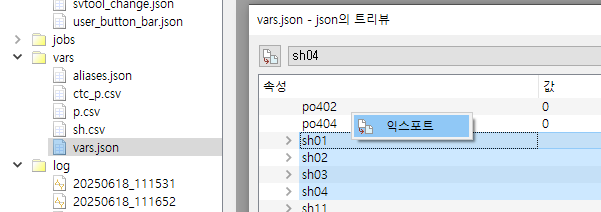 svtool_change.json
user_button_bar.json
jobs
vars
aliases.json
ctc_p.csv
p.csv
sh.csv
vars.json
log
20250618_111531
20250618_111652
vars.json - json의 트리뷰
sh04
속성 값
po402 0
po404 0
익스포트
sh01
sh02
sh03
sh04
sh11